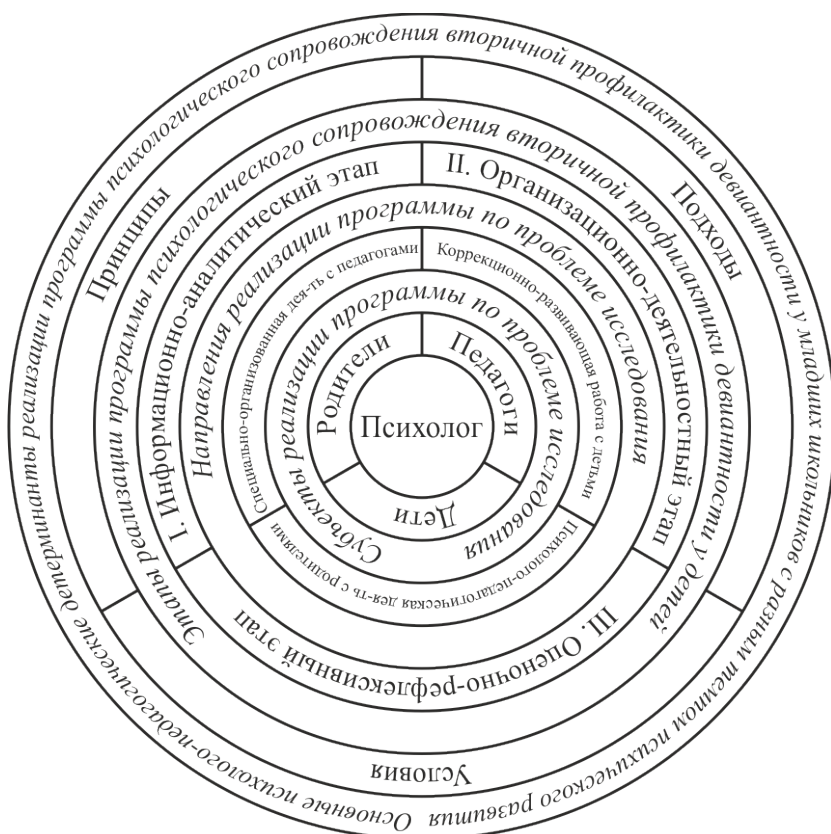 Основные психолого-педагогические детерминанты реализации программы психологического сопровождения вторичной профилактики девиантности у младших школьников с разным темпом психического развития
Принципы
Подходы
Условия
Этапы реализации программы психологического сопровождения вторичной профилактики девиантности у детей
I. Информационно-аналитический этап
II. Организационно-деятельностный этап
III. Оценочно-рефлексивный этап
Направления реализации программы по проблеме исследования
Специально-организованная дея-ть с педагогами
Коррекционно-развивающая работа с детьми
Психолого-педагогическая дея-ть с родителями
Субъекты реализации программы по проблеме исследования
Родители
Педагоги
Дети
Психолог